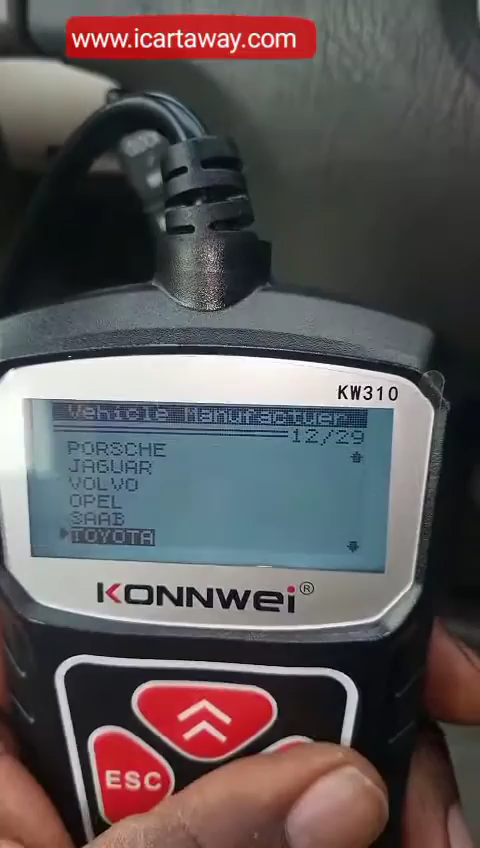 www.icartaway.com
KW310
Vehicle Manufactuer
12/29
PORSCHE
JAGUAR
VOLVO
OPEL
SAAB
TOYOTA
KONNWEI®
ESC